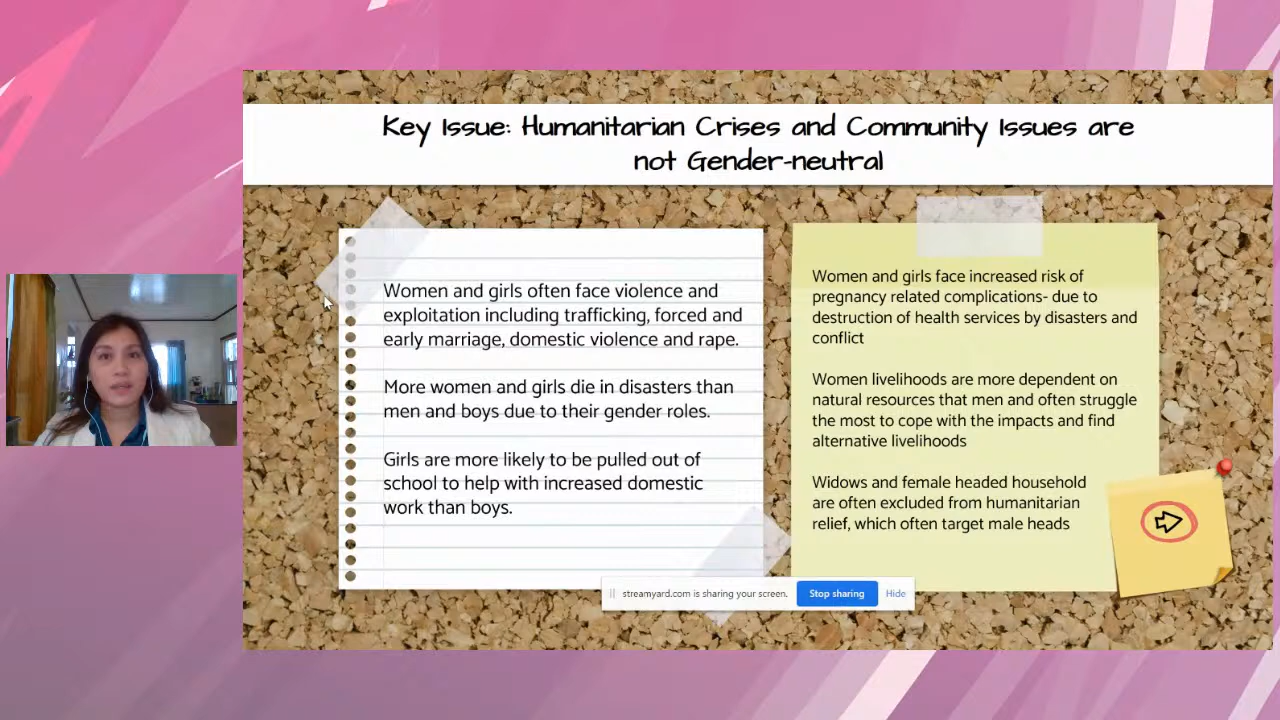 Key Issue: Humanitarian Crises and Community Issues are
not Gender-neutral
Women and girls often face violence and
exploitation including trafficking, forced and
early marriage, domestic violence and rape.
More women and girls die in disasters than
men and boys due to their gender roles.
Girls are more likely to be pulled out of
school to help with increased domestic
work than boys.
Women and girls face increased risk of
pregnancy related complications- due to
destruction of health services by disasters and
conflict
Women livelihoods are more dependent on
natural resources that men and often struggle
the most to cope with the impacts and find
alternative livelihoods
Widows and female headed household
are often excluded from humanitarian
relief, which often target male heads
streamyard.com is sharing your screen. Stop sharing Hide